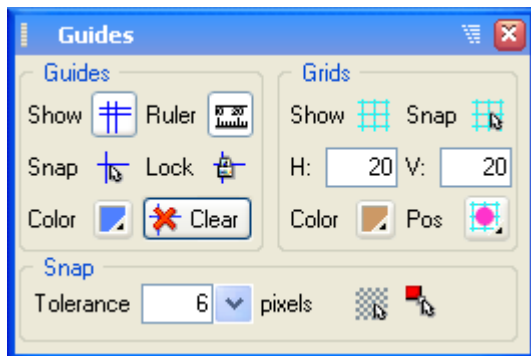 Guides
Guides
Show Ruler
Snap Lock
Color Clear
Grids
Show Snap
H: 20 V: 20
Color Pos
Snap
Tolerance 6 pixels